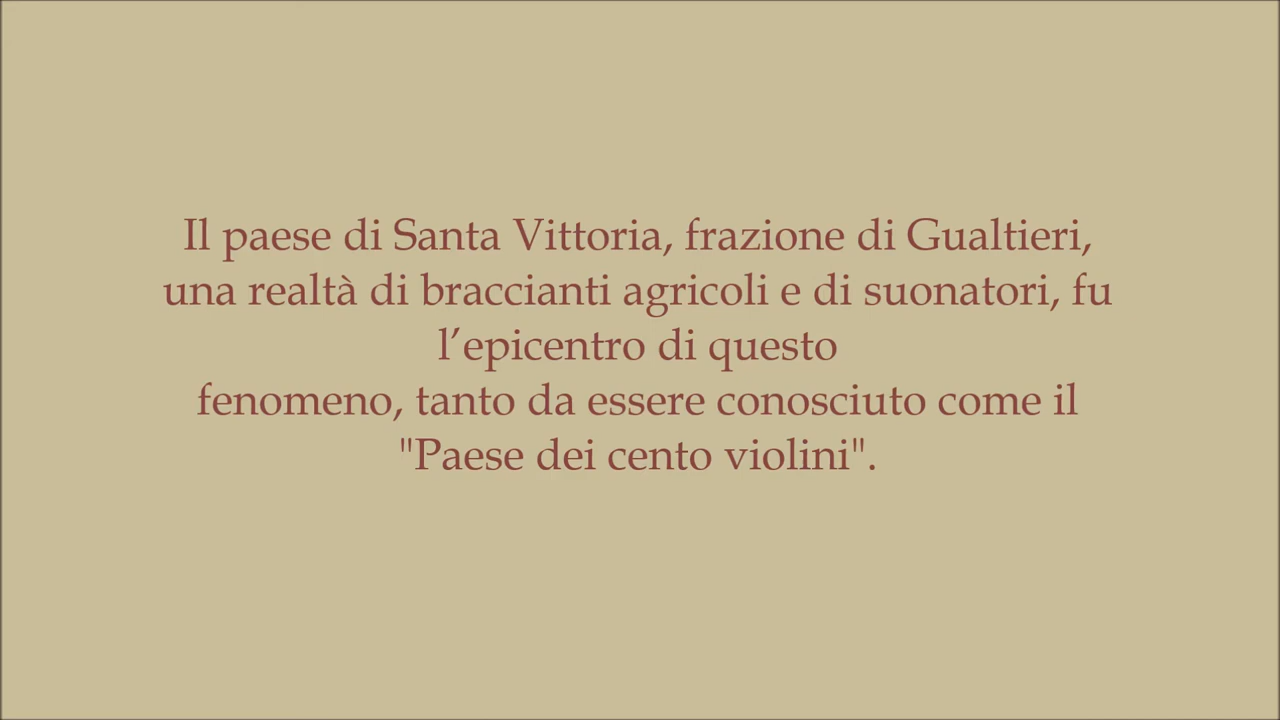 Il paese di Santa Vittoria, frazione di Gualtieri,
una realtà di braccianti agricoli e di suonatori, fu
l’epicentro di questo
fenomeno, tanto da essere conosciuto come il
"Paese dei cento violini".